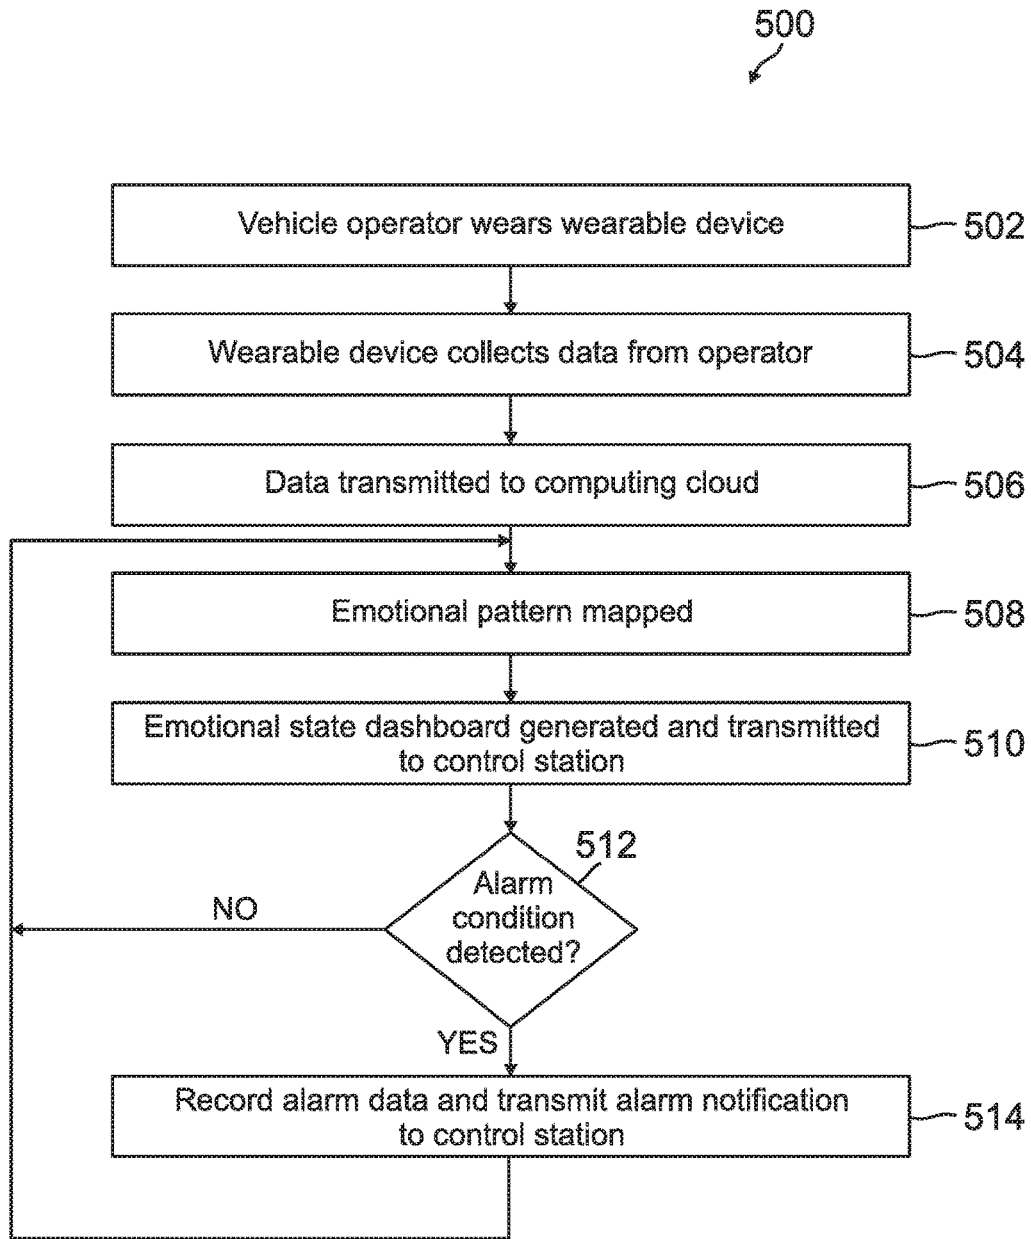 500
Vehicle operator wears wearable device
502
Wearable device collects data from operator
504
Data transmitted to computing cloud
506
Emotional pattern mapped
508
Emotional state dashboard generated and transmitted
to control station
510
512
Alarm
condition
detected?
NO
YES
Record alarm data and transmit alarm notification
to control station
514